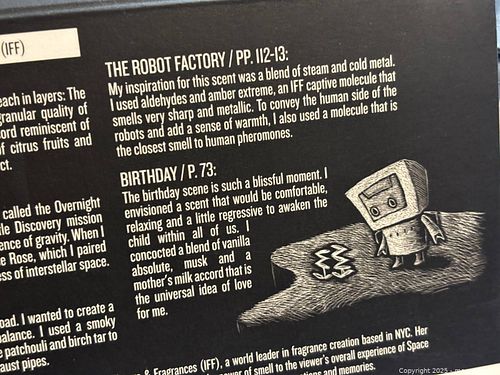 (IFF)
each in layers: The
granular quality of
ord reminiscent of
f citrus fruits and
ct.
called the Overnight
le Discovery mission
ence of gravity. When I
e Rose, which I paired
ess of interstellar space.
oad. I wanted to create a
balance. I used a smoky
e patchouli and birch tar to
aust pipes.
THE ROBOT FACTORY / PP. 112-13:
My inspiration for this scent was a blend of steam and cold metal.
I used aldehydes and amber extreme, an IFF captive molecule that
smells very sharp and metallic. To convey the human side of the
robots and add a sense of warmth, I also used a molecule that is
the closest smell to human pheromones.
BIRTHDAY / P. 73:
The birthday scene is such a blissful moment. I
envisioned a scent that would be comfortable,
relaxing and a little regressive to awaken the
child within all of us. I
concocted a blend of vanilla
absolute, musk and a
mother's milk accord that is
the universal idea of love
for me.
& Fragrances (IFF), a world leader in fragrance creation based in NYC. Her
power of smell to the viewer's overall experience of Space
and memories.
Copyright 2025